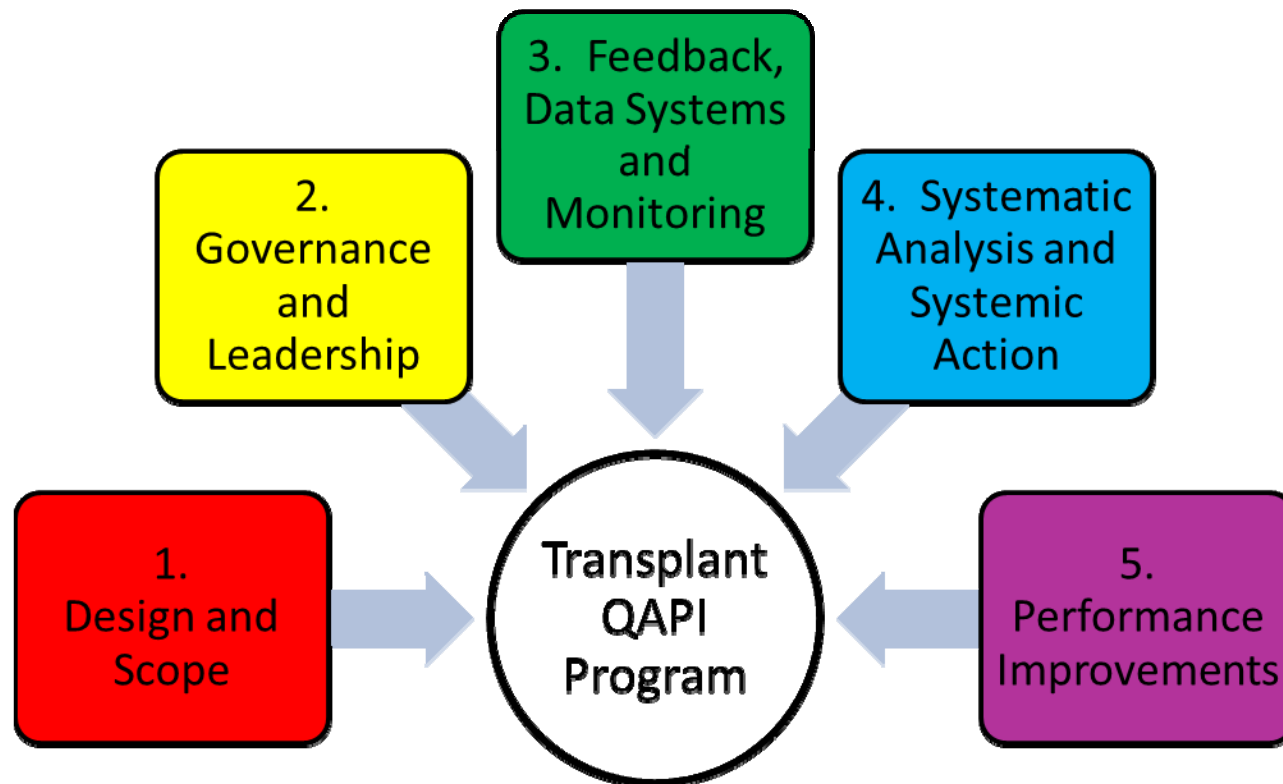 1.
Design and
Scope
2.
Governance
and
Leadership
3. Feedback,
Data Systems
and
Monitoring
4. Systematic
Analysis and
Systemic
Action
5.
Performance
Improvements
Transplant
QAPI
Program